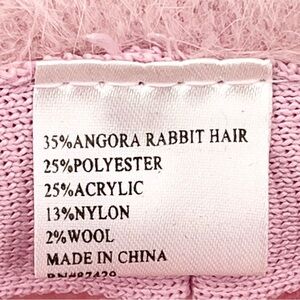 35%ANGORA RABBIT HAIR
25%POLYESTER
25%ACRYLIC
13%NYLON
2%WOOL
MADE IN CHINA